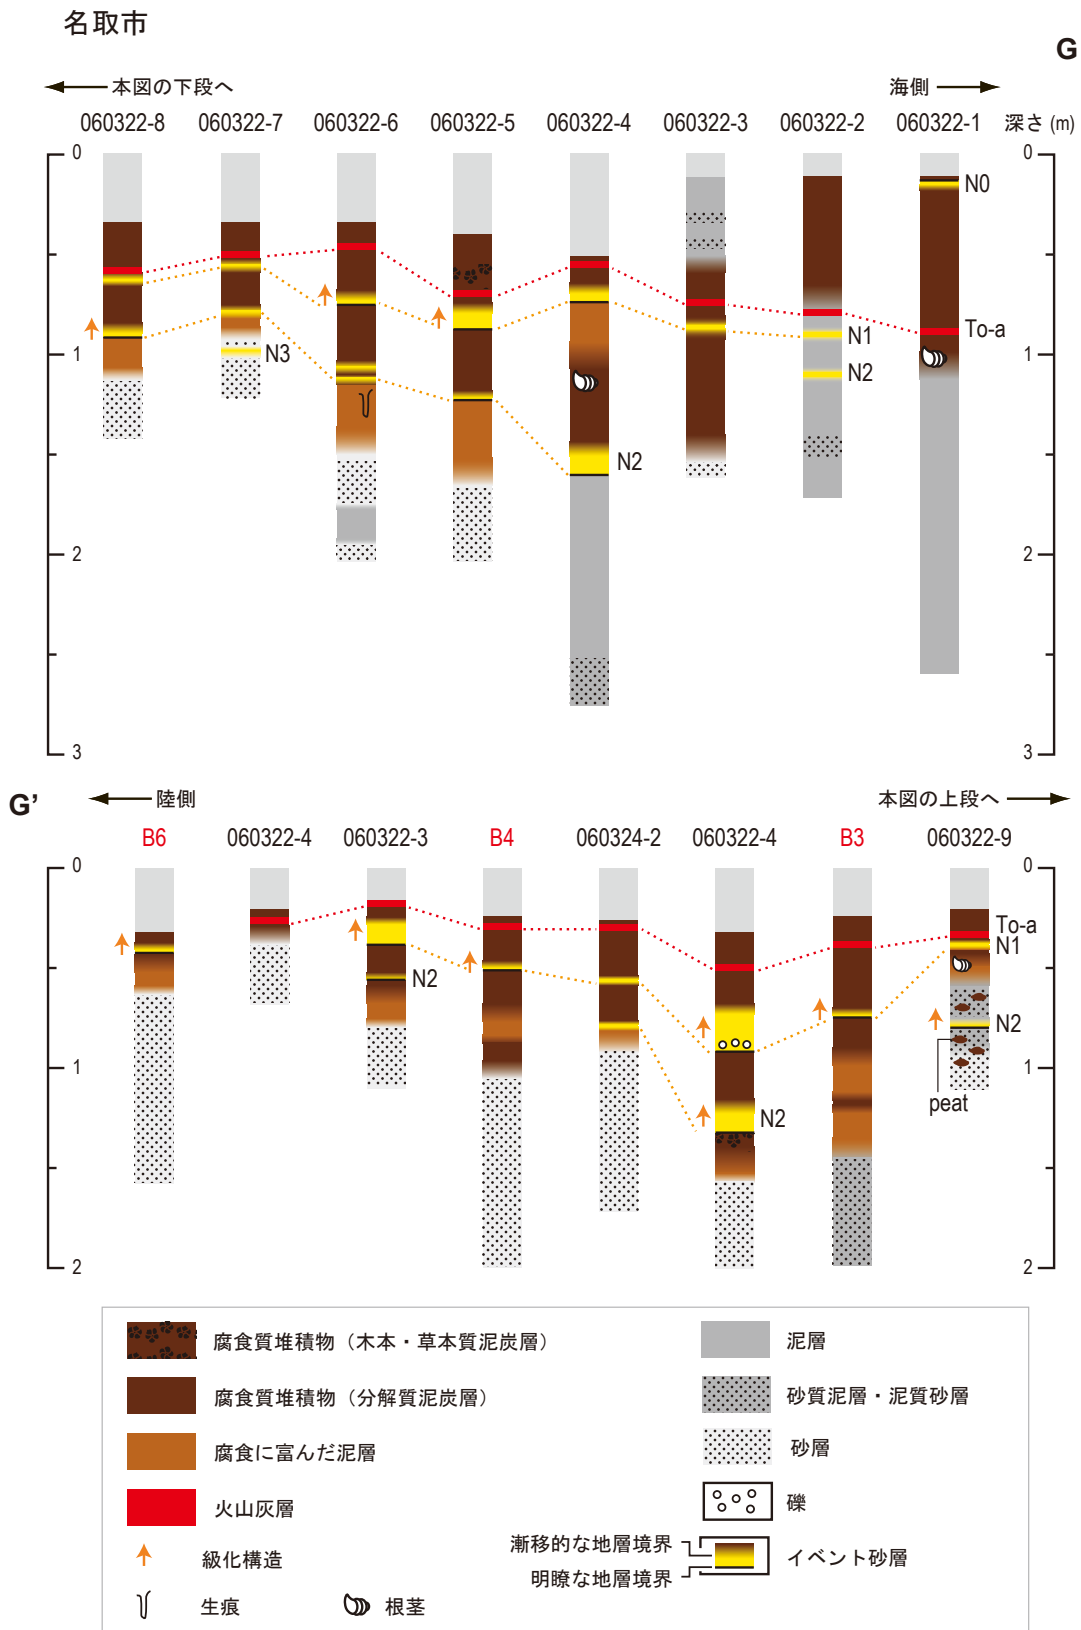 名取市
G
本図の下段へ 海側
060322-8 060322-7 060322-6 060322-5 060322-4 060322-3 060322-2 060322-1 深さ (m)
0 0
N0
To-a
N1
1 N3 1
N2
N2
2 2
3 3
G’ 陸側 本図の上段へ
B6 060322-4 060322-3 B4 060324-2 060322-4 B3 060322-9
0 0
To-a
N1
N2
N2
1 1
peat
N2
2 2
腐食質堆積物（木本・草本質泥炭層） 泥層
腐食質堆積物（分解質泥炭層） 砂質泥層・泥質砂層
腐食に富んだ泥層 砂層
火山灰層 礫
級化構造 漸移的な地層境界 イベント砂層
明瞭な地層境界
生痕 根茎